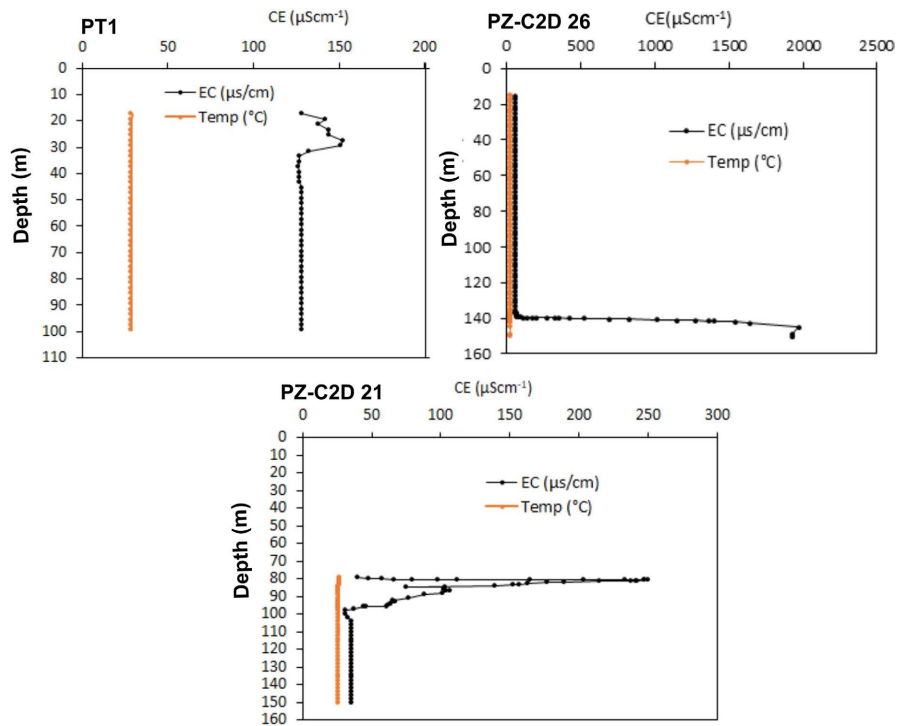 PT1
CE (µScm-1)
0 50 100 150 200
0
10
20
30
40
50
60
70
80
90
100
110
Depth (m)
EC (µs/cm)
Temp (°C)
PZ-C2D 26
CE(µScm-1)
0 500 1000 1500 2000 2500
0
20
40
60
80
100
120
140
160
Depth (m)
EC (µs/cm)
Temp (°C)
PZ-C2D 21
CE (µScm-1)
0 50 100 150 200 250 300
0
10
20
30
40
50
60
70
80
90
100
110
120
130
140
150
160
Depth (m)
EC (µs/cm)
Temp (°C)